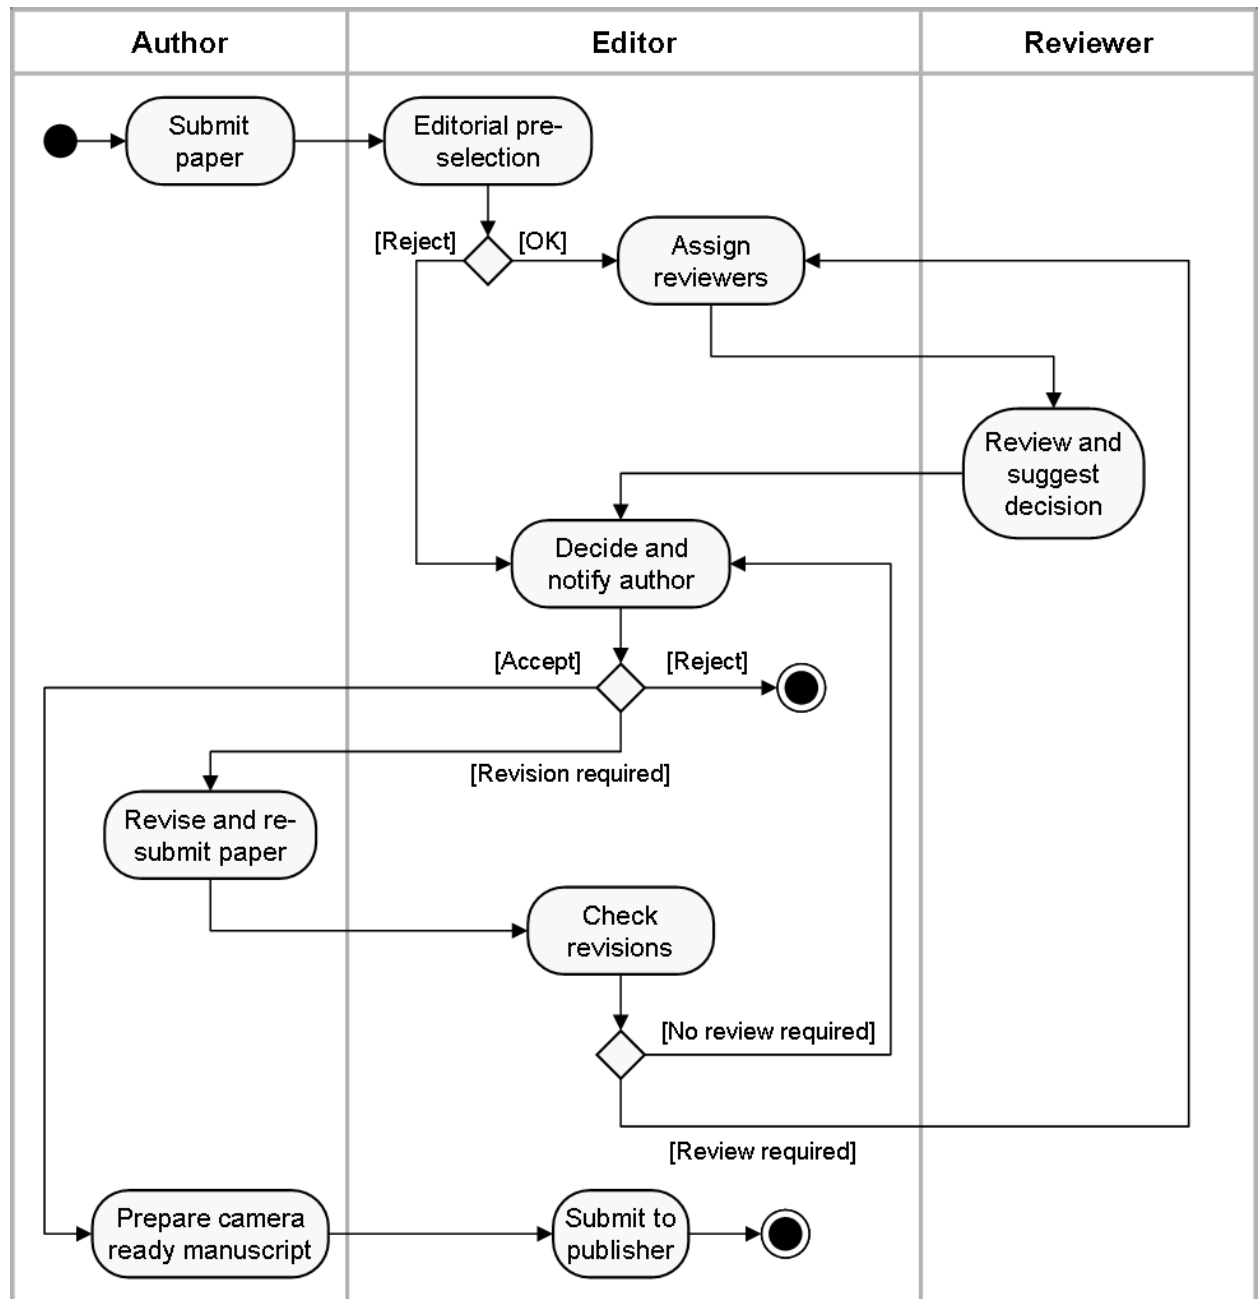 Author
Editor
Reviewer
Submit
paper
Editorial pre-
selection
[Reject]
[OK]
Assign
reviewers
Review and
suggest
decision
Decide and
notify author
[Accept]
[Reject]
[Revision required]
Revise and re-
submit paper
Check
revisions
[No review required]
[Review required]
Prepare camera
ready manuscript
Submit to
publisher